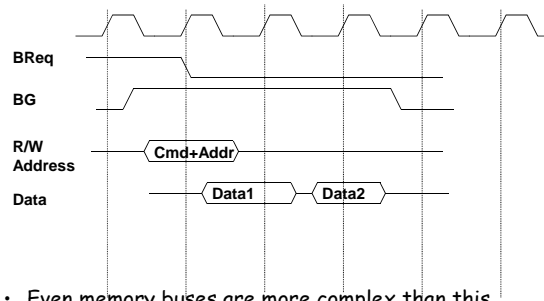 BReq
BG
R/W
Address
Cmd+Addr
Data
Data1
Data2
• Even memory buses are more complex than this